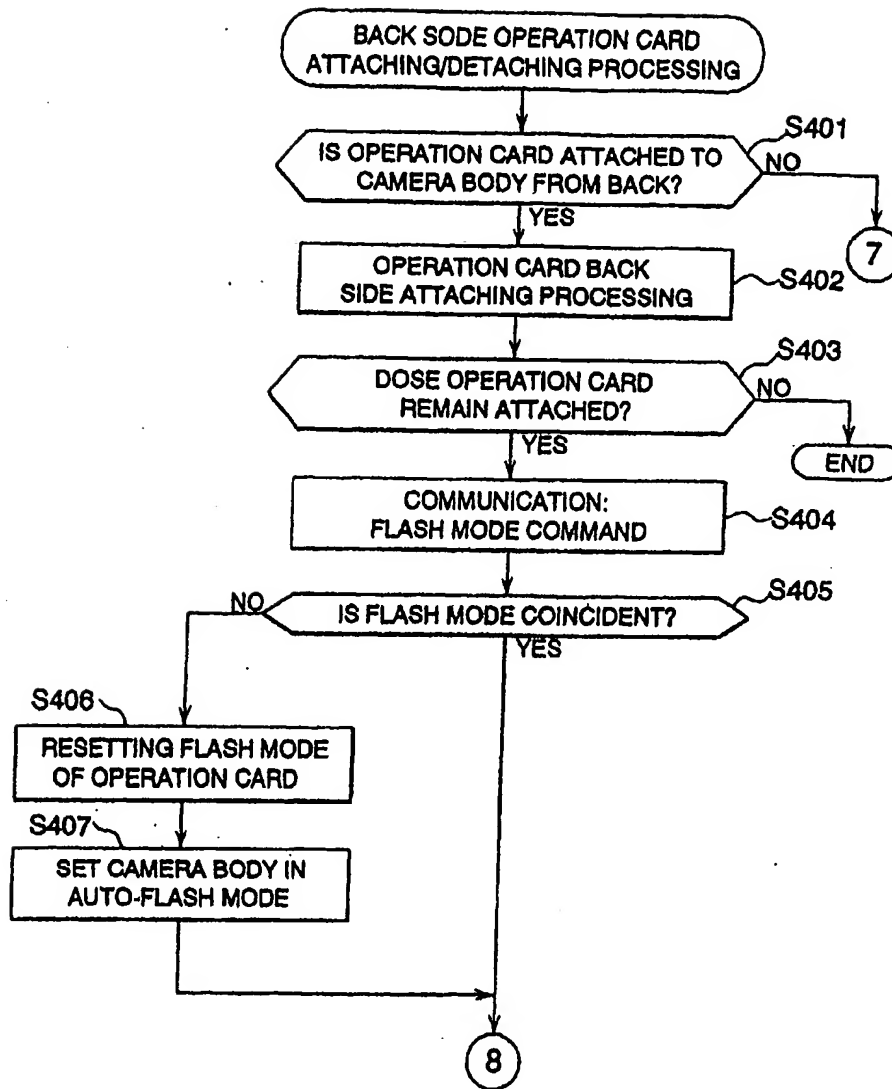 BACK SODE OPERATION CARD
ATTACHING/DETACHING PROCESSING
S401
IS OPERATION CARD ATTACHED TO
CAMERA BODY FROM BACK?
NO
YES
7
OPERATION CARD BACK
SIDE ATTACHING PROCESSING
S402
S403
DOSE OPERATION CARD
REMAIN ATTACHED?
NO
YES
END
COMMUNICATION:
FLASH MODE COMMAND
S404
S405
NO
IS FLASH MODE COINCIDENT?
YES
S406
RESETTING FLASH MODE
OF OPERATION CARD
S407
SET CAMERA BODY IN
AUTO-FLASH MODE
8